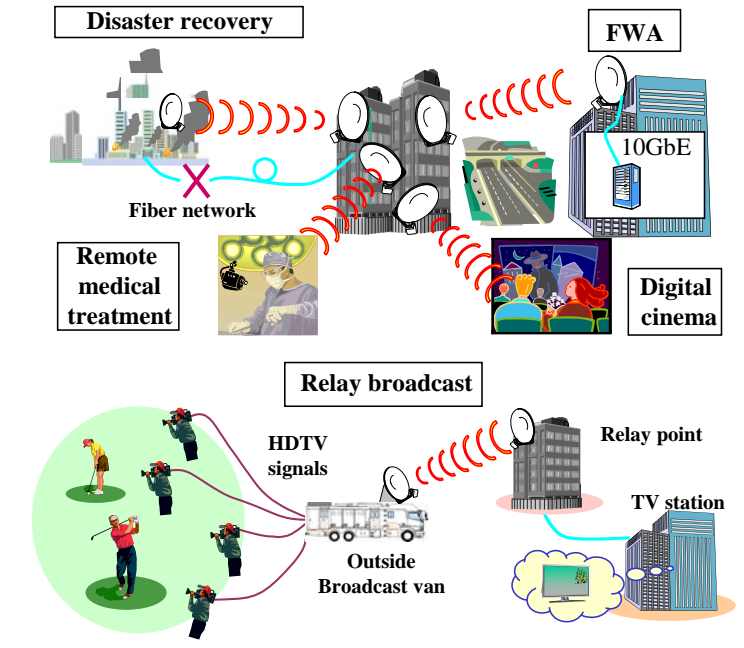 Disaster recovery
FWA
10GbE
Fiber network
Remote
medical
treatment
Digital
cinema
Relay broadcast
HDTV
signals
Relay point
TV station
Outside
Broadcast van